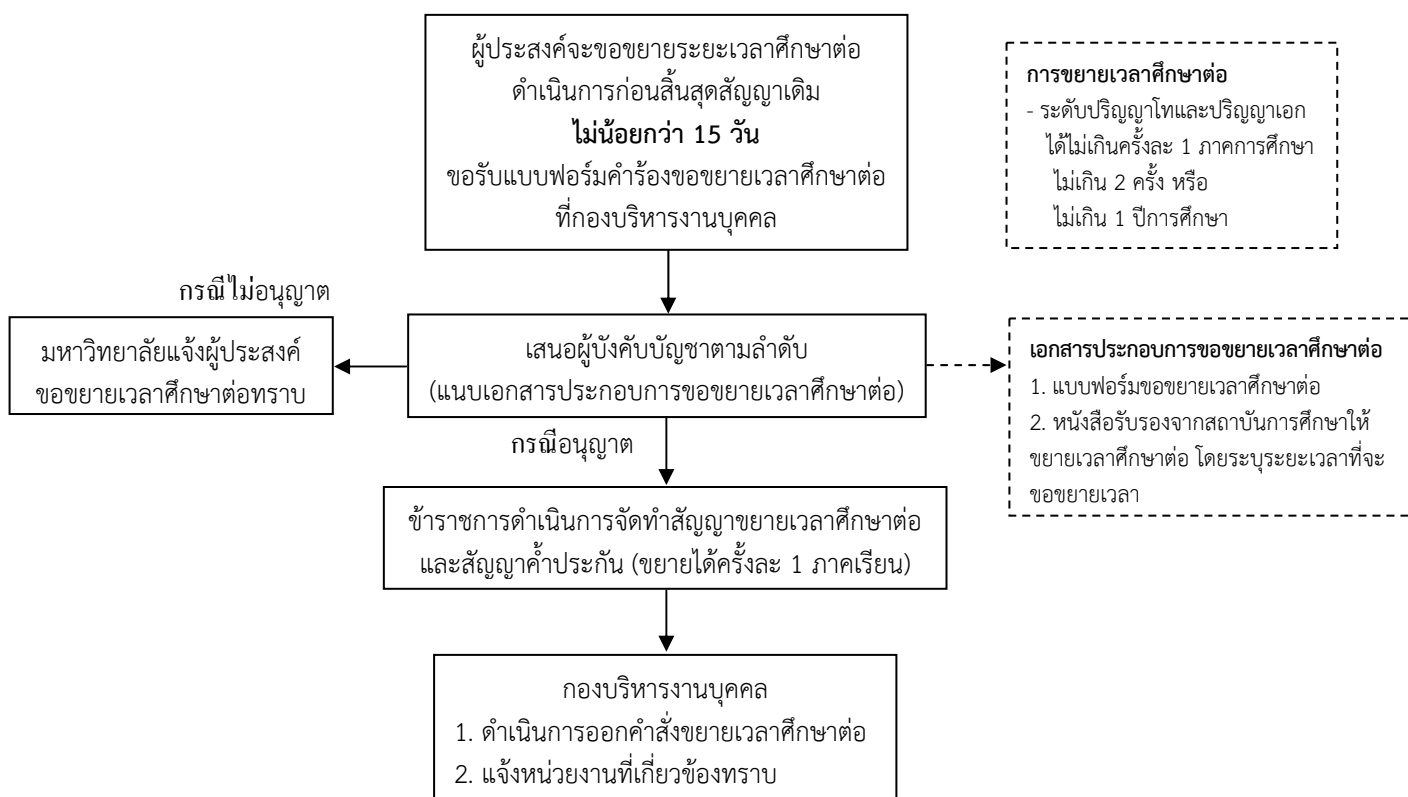 ผู้ประสงค์จะขอขยายระยะเวลาศึกษาต่อ
ดำเนินการก่อนสิ้นสุดสัญญาเดิม
ไม่น้อยกว่า 15 วัน
ขอรับแบบฟอร์มคำร้องขอขยายเวลาศึกษาต่อ
ที่กองบริหารงานบุคคล
การขยายเวลาศึกษาต่อ
- ระดับปริญญาโทและปริญญาเอก
ได้ไม่เกินครั้งละ 1 ภาคการศึกษา
ไม่เกิน 2 ครั้ง หรือ
ไม่เกิน 1 ปีการศึกษา
กรณีไม่อนุญาต
มหาวิทยาลัยแจ้งผู้ประสงค์
ขอขยายเวลาศึกษาต่อทราบ
เสนอผู้บังคับบัญชาตามลำดับ
(แนบเอกสารประกอบการขอขยายเวลาศึกษาต่อ)
เอกสารประกอบการขอขยายเวลาศึกษาต่อ
1. แบบฟอร์มขอขยายเวลาศึกษาต่อ
2. หนังสือรับรองจากสถาบันการศึกษาให้
ขยายเวลาศึกษาต่อ โดยระบุระยะเวลาที่จะ
ขอขยายเวลา
กรณีอนุญาต
ข้าราชการดำเนินการจัดทำสัญญาขยายเวลาศึกษาต่อ
และสัญญาค้ำประกัน (ขยายได้ครั้งละ 1 ภาคเรียน)
กองบริหารงานบุคคล
1. ดำเนินการออกคำสั่งขยายเวลาศึกษาต่อ
2. แจ้งหน่วยงานที่เกี่ยวข้องทราบ